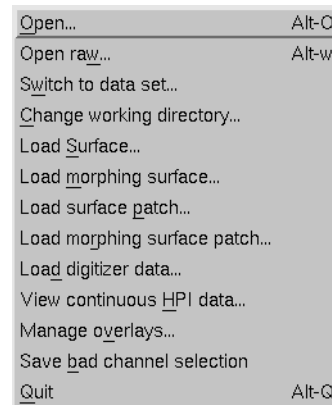 Open... Alt-O
Open raw... Alt-w
Switch to data set...
Change working directory...
Load Surface...
Load morphing surface...
Load surface patch...
Load morphing surface patch...
Load digitizer data...
View continuous HPI data...
Manage overlays...
Save bad channel selection
Quit Alt-Q